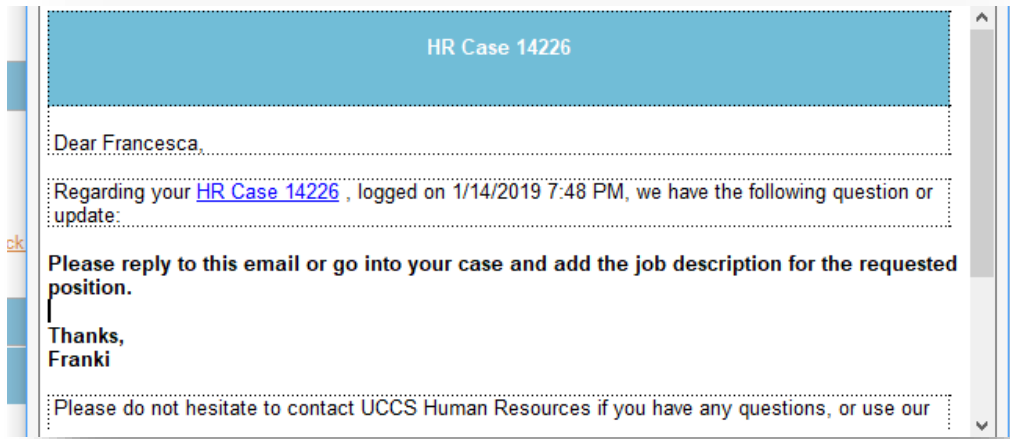 HR Case 14226
Dear Francesca,
Regarding your HR Case 14226 , logged on 1/14/2019 7:48 PM, we have the following question or
update:
ck
Please reply to this email or go into your case and add the job description for the requested
position.
Thanks,
Franki
Please do not hesitate to contact UCCS Human Resources if you have any questions, or use our